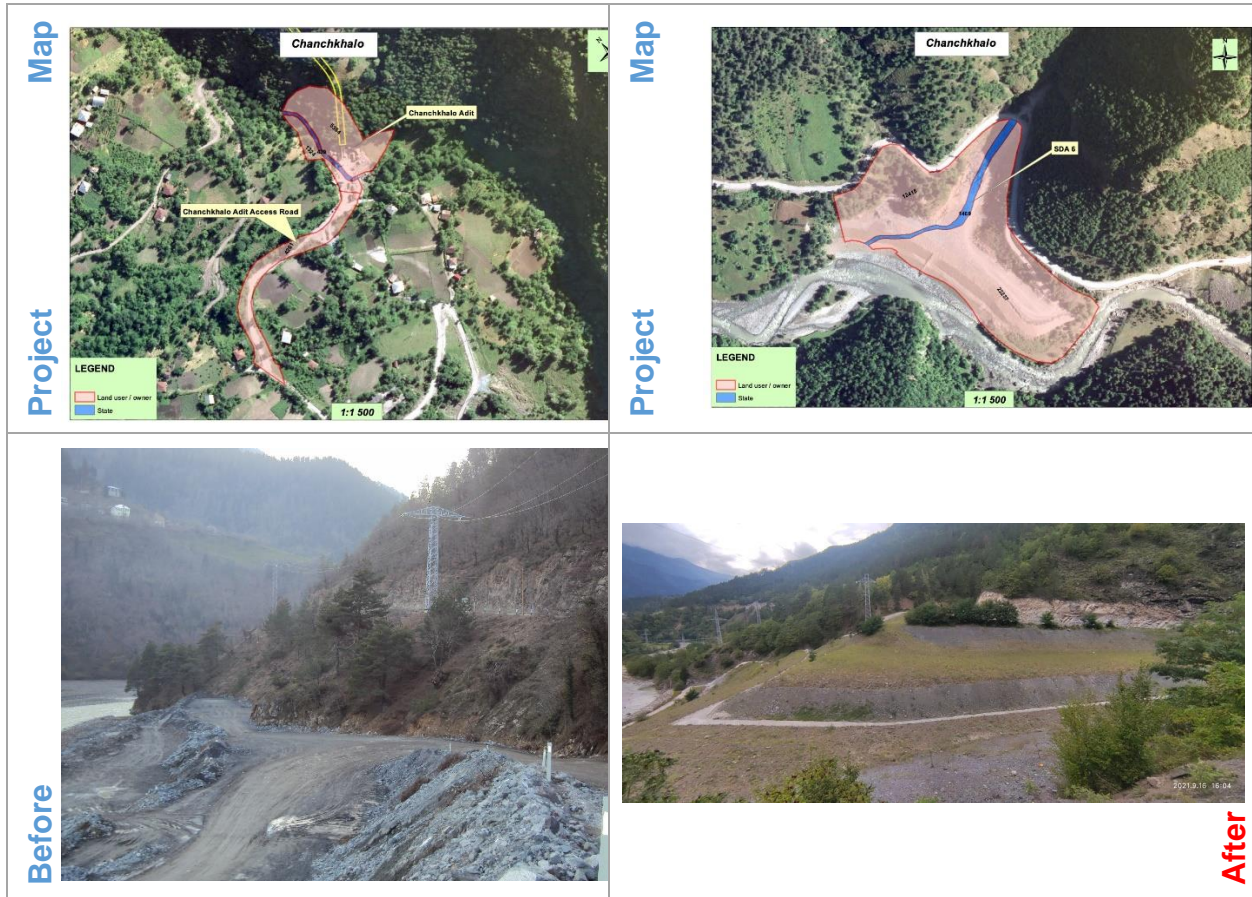 Project Map
Chanchkhalo
Chanchkhalo Adit
Chanchkhalo Adit Access Road
LEGEND
Land user / owner
State
1:1 500
Project Map
Chanchkhalo
SDA 6
LEGEND
Land user / owner
State
1:1 500
Before
2021.9.16 16:04
After